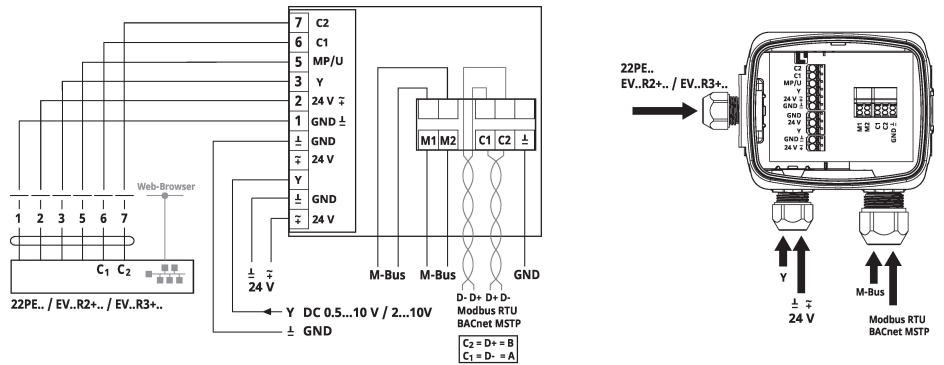 7 C2
6 C1
5 MP/U
3 Y
2 24 V
1 GND
GND
24 V
Y
GND
24 V
M1 M2 C1 C2
Web-Browser
1 2 3 5 6 7
C1 C2
22PE.. / EV..R2+.. / EV..R3+..
24 V
Y DC 0.5...10 V / 2...10V
GND
M-Bus M-Bus GND
D- D+ D+ D-
Modbus RTU
BACnet MSTP
C2 = D+ = B
C1 = D- = A
22PE..
EV..R2+.. / EV..R3+..
C2
C1
MP/U
Y
24 V
GND
GND
24 V
Y
GND
24 V
M1 M2 C1 C2 GND
Y
24 V
M-Bus
Modbus RTU
BACnet MSTP